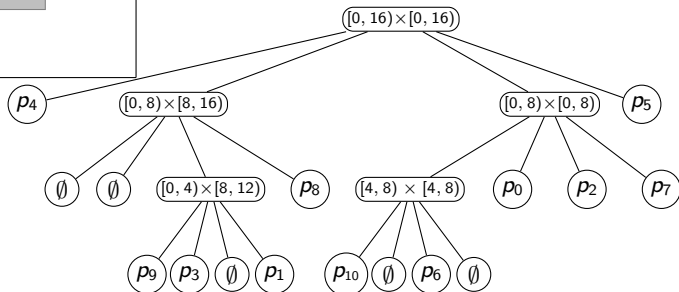 [0, 16)×[0, 16)
p4 [0, 8)×[8, 16) [0, 8)×[0, 8) p5
∅ ∅ [0, 4)×[8, 12) p8 [4, 8) × [4, 8) p0 p2 p7
p9 p3 ∅ p1 p10 ∅ p6 ∅